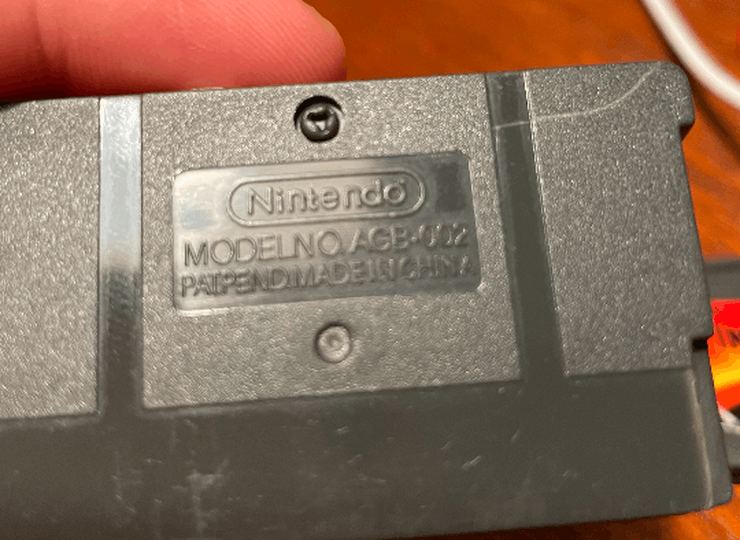 Nintendo
MODEL NO. AGB-002
PAT.PEND.MADE IN CHINA